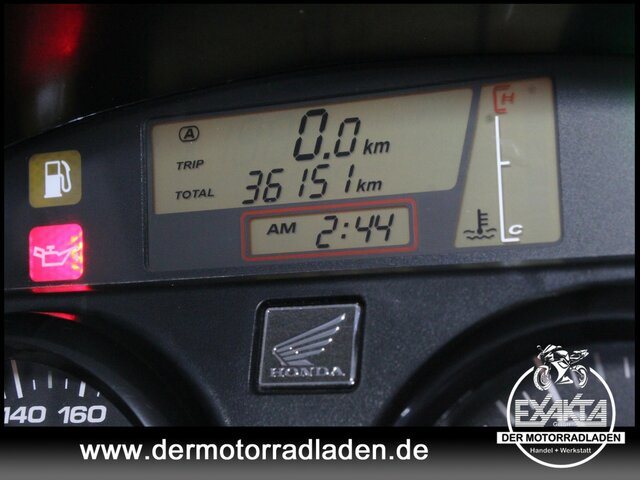 A
H
TRIP 0.0 km
TOTAL 36151 km
AM 2:44
C
HONDA
140 160
EXAKTA
DER MOTORRADLADEN
Handel + Werkstatt
www.dermotorradladen.de